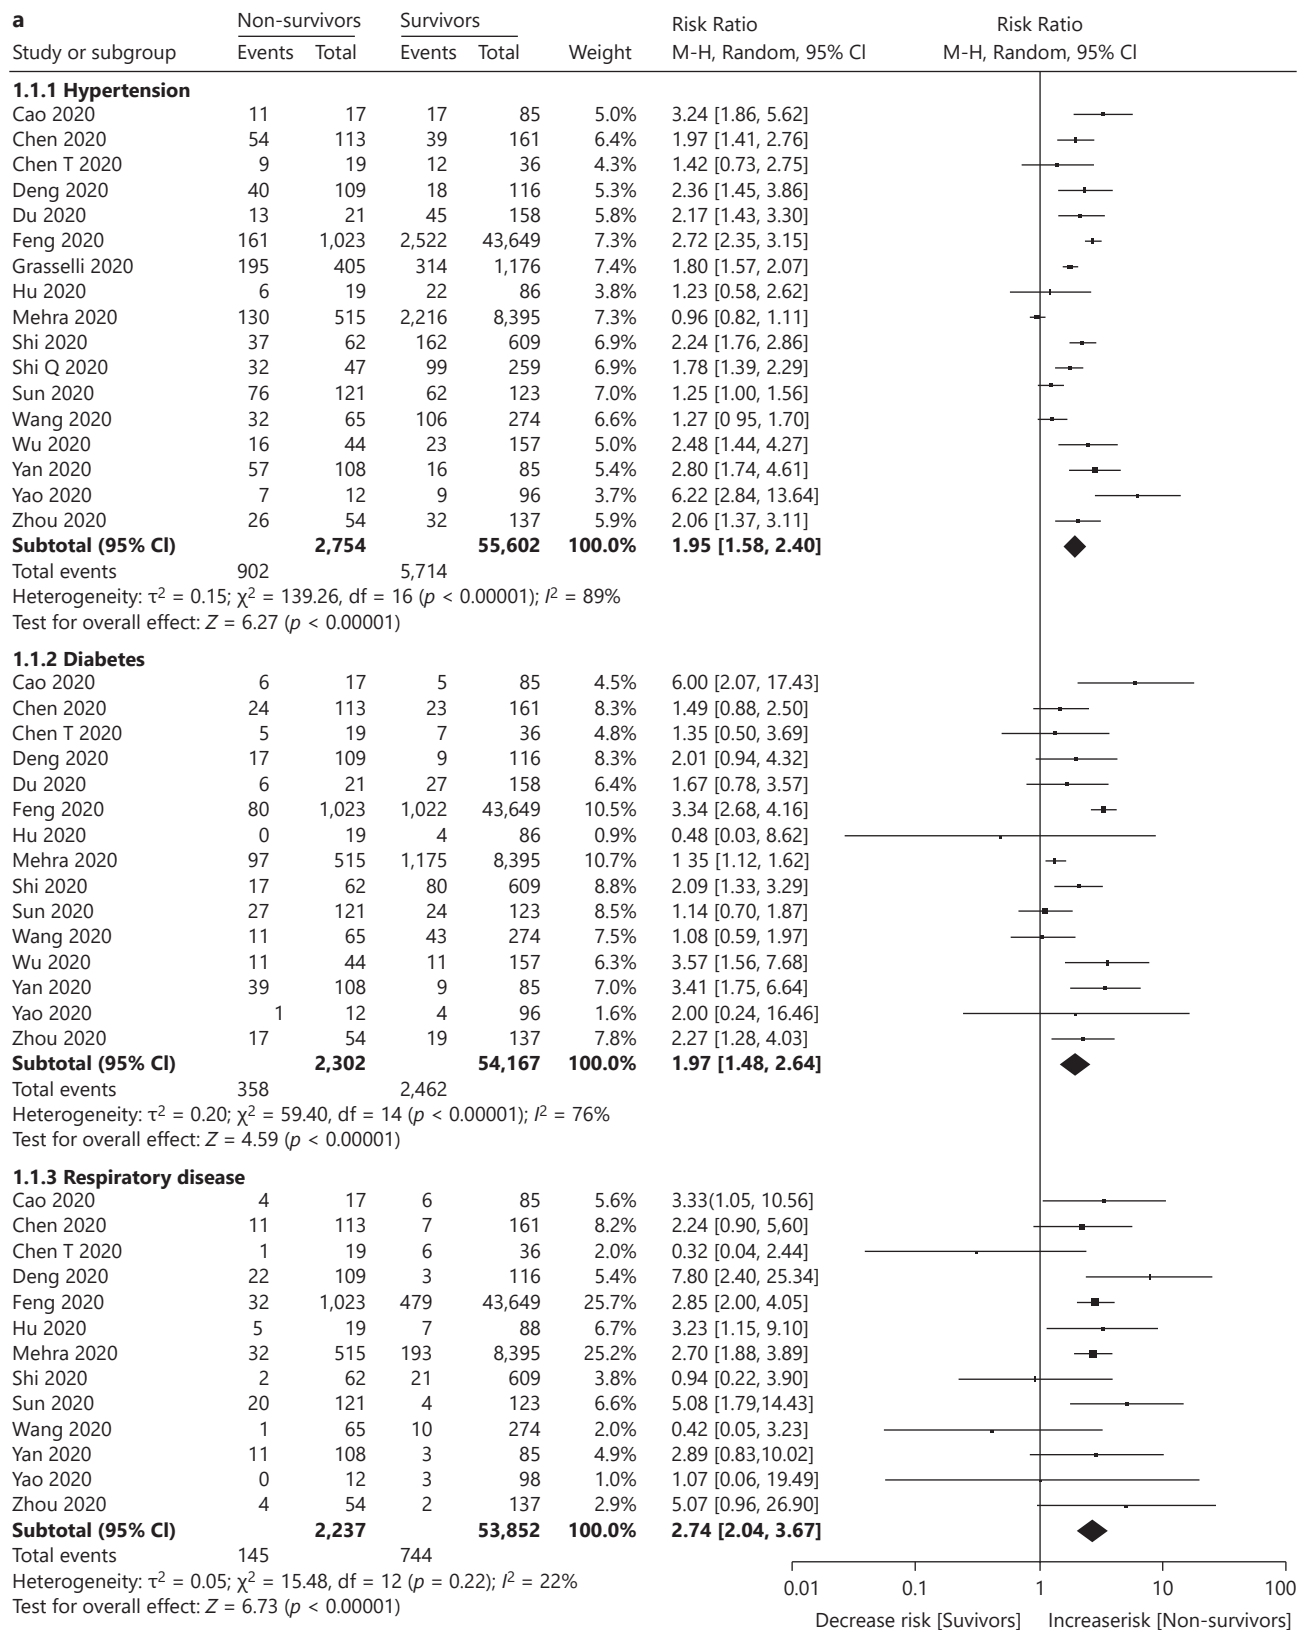 a
Non-survivors Survivors Risk Ratio Risk Ratio
Study or subgroup Events Total Events Total Weight M-H, Random, 95% CI M-H, Random, 95% CI
1.1.1 Hypertension
Cao 2020 11 17 17 85 5.0% 3.24 [1.86, 5.62]
Chen 2020 54 113 39 161 6.4% 1.97 [1.41, 2.76]
Chen T 2020 9 19 12 36 4.3% 1.42 [0.73, 2.75]
Deng 2020 40 109 18 116 5.3% 2.36 [1.45, 3.86]
Du 2020 13 21 45 158 5.8% 2.17 [1.43, 3.30]
Feng 2020 161 1,023 2,522 43,649 7.3% 2.72 [2.35, 3.15]
Grasselli 2020 195 405 314 1,176 7.4% 1.80 [1.57, 2.07]
Hu 2020 6 19 22 86 3.8% 1.23 [0.58, 2.62]
Mehra 2020 130 515 2,216 8,395 7.3% 0.96 [0.82, 1.11]
Shi 2020 37 62 162 609 6.9% 2.24 [1.76, 2.86]
Shi Q 2020 32 47 99 259 6.9% 1.78 [1.39, 2.29]
Sun 2020 76 121 62 123 7.0% 1.25 [1.00, 1.56]
Wang 2020 32 65 106 274 6.6% 1.27 [0 95, 1.70]
Wu 2020 16 44 23 157 5.0% 2.48 [1.44, 4.27]
Yan 2020 57 108 16 85 5.4% 2.80 [1.74, 4.61]
Yao 2020 7 12 9 96 3.7% 6.22 [2.84, 13.64]
Zhou 2020 26 54 32 137 5.9% 2.06 [1.37, 3.11]
Subtotal (95% CI) 2,754 55,602 100.0% 1.95 [1.58, 2.40]
Total events 902 5,714
Heterogeneity: τ² = 0.15; χ² = 139.26, df = 16 (p < 0.00001); I² = 89%
Test for overall effect: Z = 6.27 (p < 0.00001)
1.1.2 Diabetes
Cao 2020 6 17 5 85 4.5% 6.00 [2.07, 17.43]
Chen 2020 24 113 23 161 8.3% 1.49 [0.88, 2.50]
Chen T 2020 5 19 7 36 4.8% 1.35 [0.50, 3.69]
Deng 2020 17 109 9 116 8.3% 2.01 [0.94, 4.32]
Du 2020 6 21 27 158 6.4% 1.67 [0.78, 3.57]
Feng 2020 80 1,023 1,022 43,649 10.5% 3.34 [2.68, 4.16]
Hu 2020 0 19 4 86 0.9% 0.48 [0.03, 8.62]
Mehra 2020 97 515 1,175 8,395 10.7% 1 35 [1.12, 1.62]
Shi 2020 17 62 80 609 8.8% 2.09 [1.33, 3.29]
Sun 2020 27 121 24 123 8.5% 1.14 [0.70, 1.87]
Wang 2020 11 65 43 274 7.5% 1.08 [0.59, 1.97]
Wu 2020 11 44 11 157 6.3% 3.57 [1.56, 7.68]
Yan 2020 39 108 9 85 7.0% 3.41 [1.75, 6.64]
Yao 2020 1 12 4 96 1.6% 2.00 [0.24, 16.46]
Zhou 2020 17 54 19 137 7.8% 2.27 [1.28, 4.03]
Subtotal (95% CI) 2,302 54,167 100.0% 1.97 [1.48, 2.64]
Total events 358 2,462
Heterogeneity: τ² = 0.20; χ² = 59.40, df = 14 (p < 0.00001); I² = 76%
Test for overall effect: Z = 4.59 (p < 0.00001)
1.1.3 Respiratory disease
Cao 2020 4 17 6 85 5.6% 3.33(1.05, 10.56]
Chen 2020 11 113 7 161 8.2% 2.24 [0.90, 5,60]
Chen T 2020 1 19 6 36 2.0% 0.32 [0.04, 2.44]
Deng 2020 22 109 3 116 5.4% 7.80 [2.40, 25.34]
Feng 2020 32 1,023 479 43,649 25.7% 2.85 [2.00, 4.05]
Hu 2020 5 19 7 88 6.7% 3.23 [1.15, 9.10]
Mehra 2020 32 515 193 8,395 25.2% 2.70 [1.88, 3.89]
Shi 2020 2 62 21 609 3.8% 0.94 [0.22, 3.90]
Sun 2020 20 121 4 123 6.6% 5.08 [1.79,14.43]
Wang 2020 1 65 10 274 2.0% 0.42 [0.05, 3.23]
Yan 2020 11 108 3 85 4.9% 2.89 [0.83,10.02]
Yao 2020 0 12 3 98 1.0% 1.07 [0.06, 19.49]
Zhou 2020 4 54 2 137 2.9% 5.07 [0.96, 26.90]
Subtotal (95% CI) 2,237 53,852 100.0% 2.74 [2.04, 3.67]
Total events 145 744
Heterogeneity: τ² = 0.05; χ² = 15.48, df = 12 (p = 0.22); I² = 22%
Test for overall effect: Z = 6.73 (p < 0.00001)
0.01 0.1 1 10 100
Decrease risk [Suvivors] Increaserisk [Non-survivors]